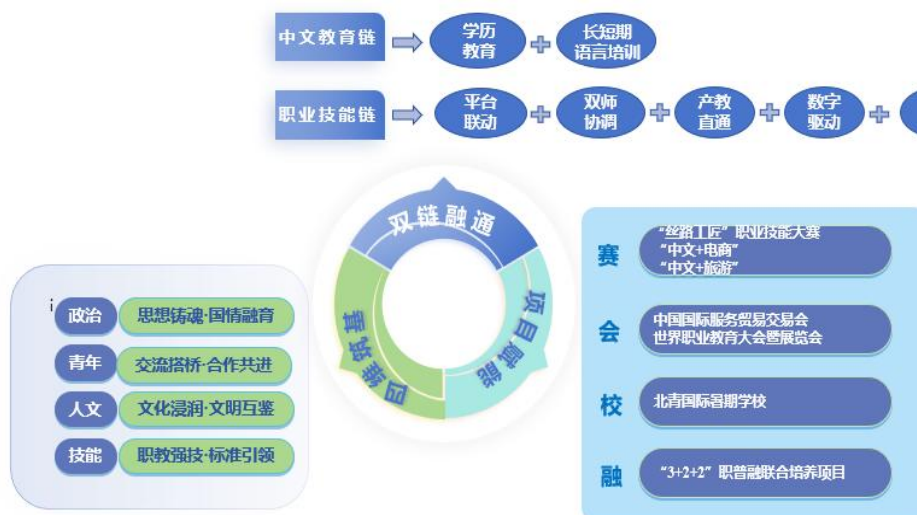 中文教育链
学历
教育
长短期
语言培训
职业技能链
平台
联动
双师
协调
产教
直通
数字
驱动
双链融通
项目赋能
四维筑基
i
政治
思想铸魂·国情融育
青年
交流搭桥·合作共进
人文
文化浸润·文明互鉴
技能
职教强技·标准引领
赛
“丝路工匠”职业技能大赛
“中文+电商”
“中文+旅游”
会
中国国际服务贸易交易会
世界职业教育大会暨展览会
校
北青国际暑期学校
融
“3+2+2”职普融联合培养项目